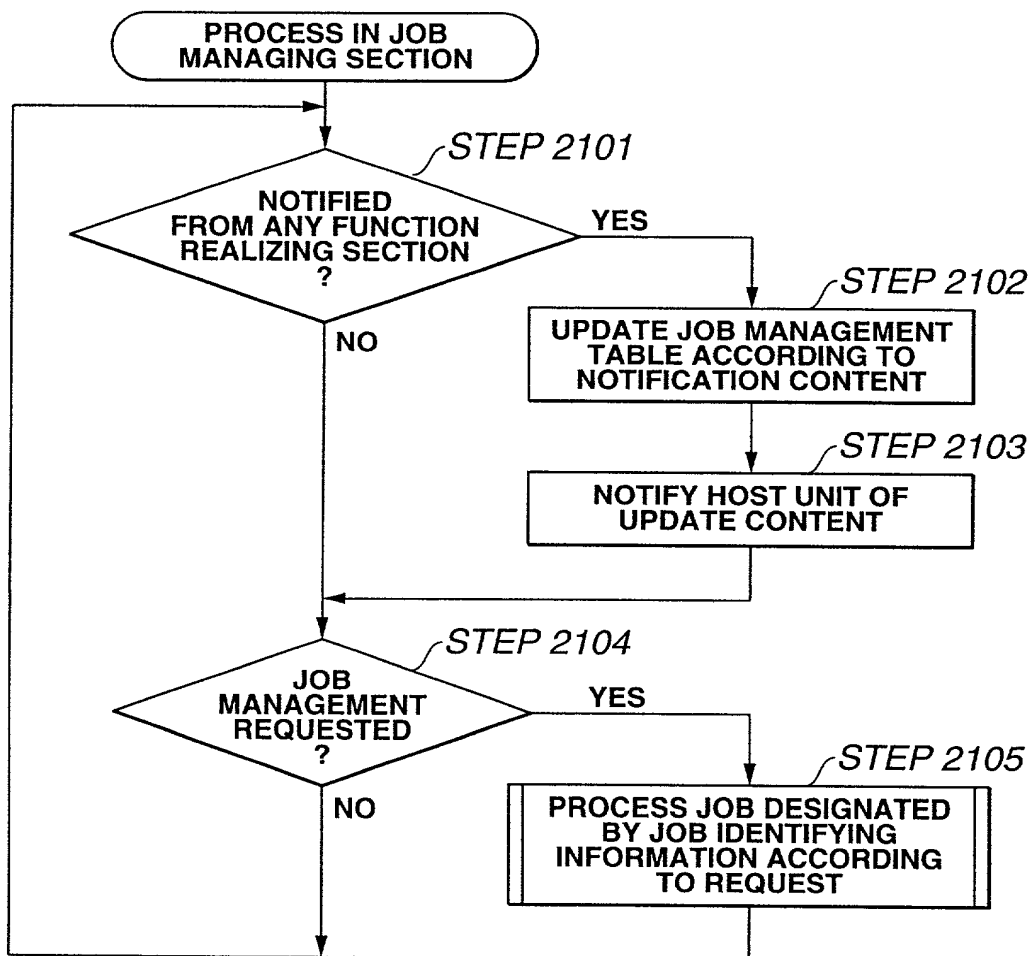 PROCESS IN JOB
MANAGING SECTION
STEP 2101
NOTIFIED
FROM ANY FUNCTION
REALIZING SECTION
?
YES
NO
STEP 2102
UPDATE JOB MANAGEMENT
TABLE ACCORDING TO
NOTIFICATION CONTENT
STEP 2103
NOTIFY HOST UNIT OF
UPDATE CONTENT
STEP 2104
JOB
MANAGEMENT
REQUESTED
?
YES
NO
STEP 2105
PROCESS JOB DESIGNATED
BY JOB IDENTIFYING
INFORMATION ACCORDING
TO REQUEST